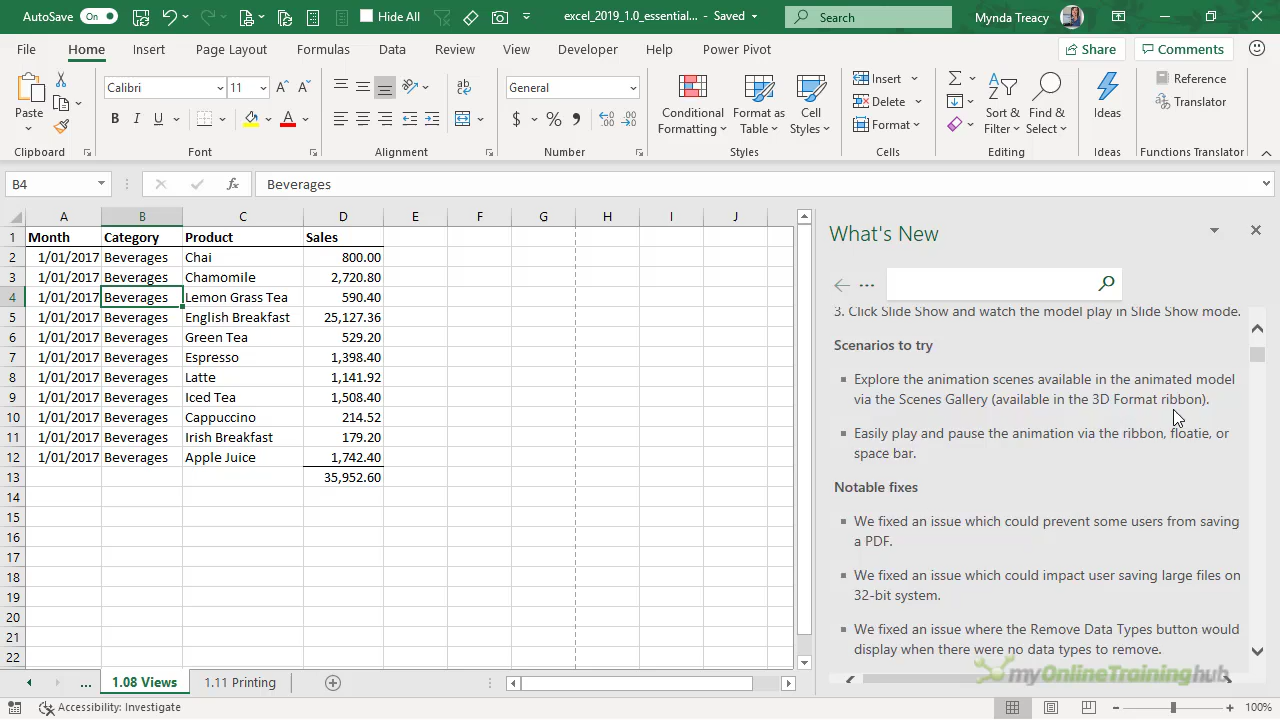 AutoSave On Hide All excel_2019_1.0_essential... - Saved Search Mynda Treacy
File Home Insert Page Layout Formulas Data Review View Developer Help Power Pivot Share Comments
Paste
Clipboard
Calibri 11
B I U A
Font
ab
Alignment
General
$ % ,
Number
Conditional Formatting
Format as Table
Cell Styles
Styles
Insert
Delete
Format
Cells
Sort & Filter
Find & Select
Editing
Ideas
Ideas
Reference
Translator
Functions Translator
B4 fx Beverages
A B C D E F G H I J
1 Month Category Product Sales
2 1/01/2017 Beverages Chai 800.00
3 1/01/2017 Beverages Chamomile 2,720.80
4 1/01/2017 Beverages Lemon Grass Tea 590.40
5 1/01/2017 Beverages English Breakfast 25,127.36
6 1/01/2017 Beverages Green Tea 529.20
7 1/01/2017 Beverages Espresso 1,398.40
8 1/01/2017 Beverages Latte 1,141.92
9 1/01/2017 Beverages Iced Tea 1,508.40
10 1/01/2017 Beverages Cappuccino 214.52
11 1/01/2017 Beverages Irish Breakfast 179.20
12 1/01/2017 Beverages Apple Juice 1,742.40
13 35,952.60
14
15
16
17
18
19
20
21
22
What's New
...
3. Click Slide Show and watch the model play in Slide Show mode.
Scenarios to try
Explore the animation scenes available in the animated model
via the Scenes Gallery (available in the 3D Format ribbon).
Easily play and pause the animation via the ribbon, floatie, or
space bar.
Notable fixes
We fixed an issue which could prevent some users from saving
a PDF.
We fixed an issue which could impact user saving large files on
32-bit system.
We fixed an issue where the Remove Data Types button would
display when there were no data types to remove.
myOnlineTraininghub
... 1.08 Views 1.11 Printing
Accessibility: Investigate 100%